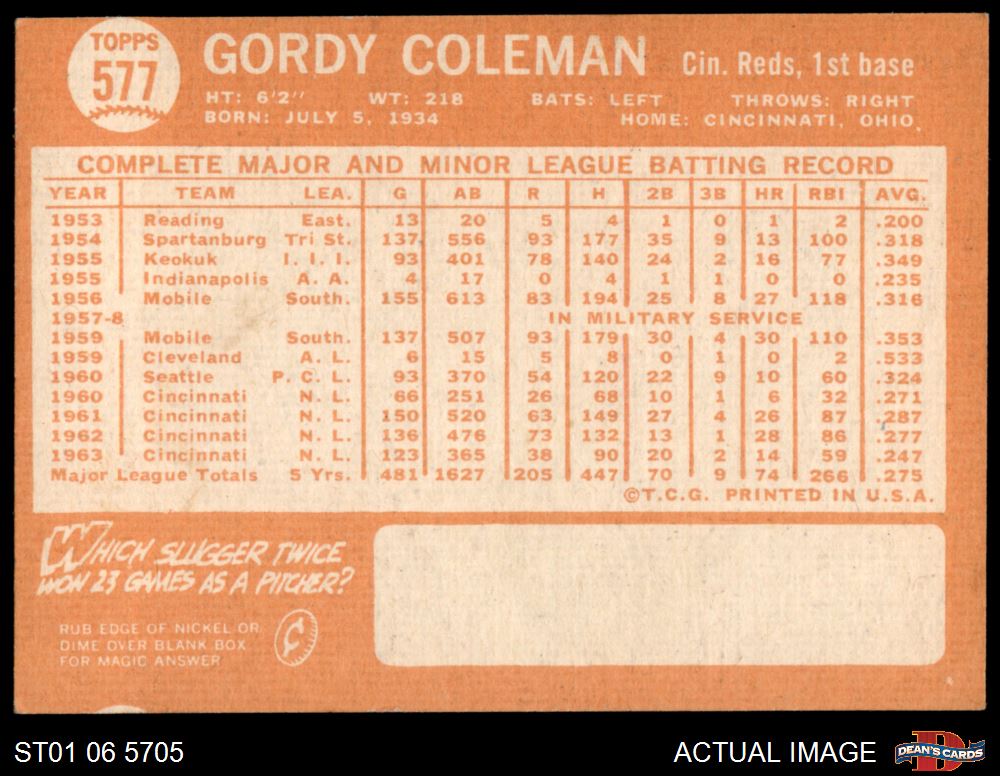 TOPPS
577
GORDY COLEMAN Cin. Reds, 1st base
HT: 6'2" WT: 218 BATS: LEFT THROWS: RIGHT
BORN: JULY 5, 1934 HOME: CINCINNATI, OHIO.
COMPLETE MAJOR AND MINOR LEAGUE BATTING RECORD
YEAR TEAM LEA. G AB R H 2B 3B HR RBI AVG.
1953 Reading East. 13 20 5 4 1 0 1 2 .200
1954 Spartanburg Tri St. 137 556 93 177 35 9 13 100 .318
1955 Keokuk I. I. I. 93 401 78 140 24 2 16 77 .349
1955 Indianapolis A. A. 4 17 0 4 1 1 0 0 .235
1956 Mobile South. 155 613 83 194 25 8 27 118 .316
1957-8 IN MILITARY SERVICE
1959 Mobile South. 137 507 93 179 30 4 30 110 .353
1959 Cleveland A. L. 6 15 5 8 0 1 0 2 .533
1960 Seattle P. C. L. 93 370 54 120 22 9 10 60 .324
1960 Cincinnati N. L. 66 251 26 68 10 1 6 32 .271
1961 Cincinnati N. L. 150 520 63 149 27 4 26 87 .287
1962 Cincinnati N. L. 136 476 73 132 13 1 28 86 .277
1963 Cincinnati N. L. 123 365 38 90 20 2 14 59 .247
Major League Totals 5 Yrs. 481 1627 205 447 70 9 74 266 .275
©T.C.G. PRINTED IN U.S.A.
WHICH SLUGGER TWICE
WON 23 GAMES AS A PITCHER?
RUB EDGE OF NICKEL OR
DIME OVER BLANK BOX
FOR MAGIC ANSWER
ST01 06 5705 ACTUAL IMAGE
DEAN'S CARDS